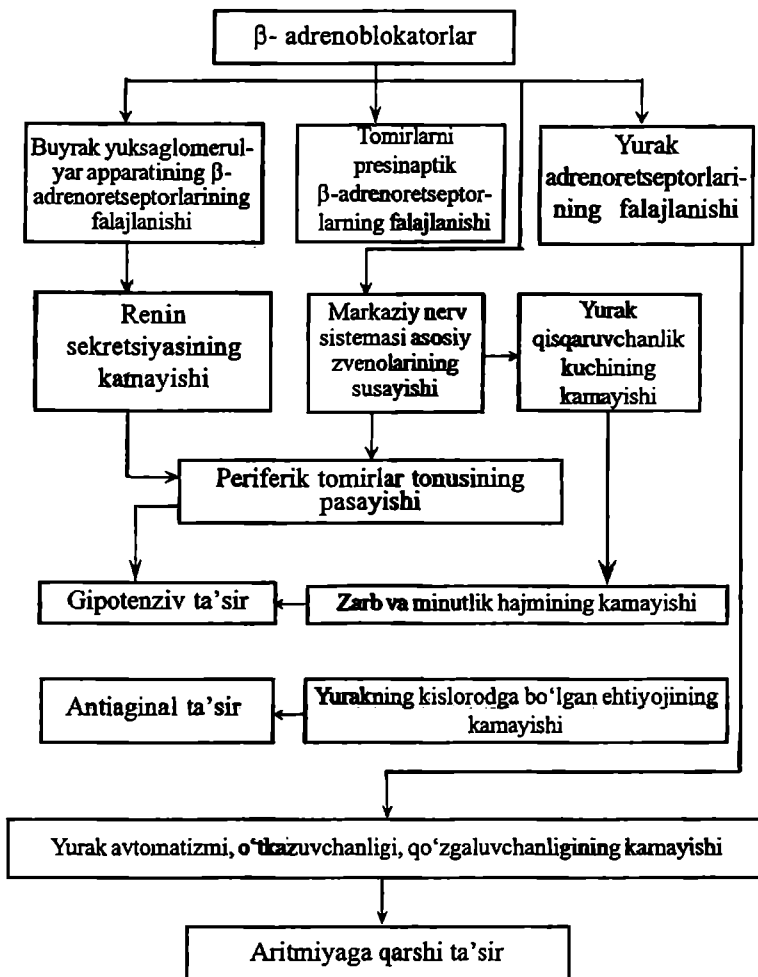 β- adrenoblokatorlar
Buyrak yuksaglomerul-
yar apparatining β-
adrenoretseptorlarining
falajlanishi
Tomirlarni
presinaptik
β-adrenoretseptor-
larning falajlanishi
Yurak
adrenoretseptorlari-
ning falajlanishi
Renin
sekretsiyasining
kamayishi
Markaziy nerv
sistemasi asosiy
zvenolarining
susayishi
Yurak
qisqaruvchanlik
kuchining
kamayishi
Periferik tomirlar tonusining
pasayishi
Gipotenziv ta’sir
Zarb va minutlik hajmining kamayishi
Antiaginal ta’sir
Yurakning kislorodga bo‘lgan ehtiyojining
kamayishi
Yurak avtomatizmi, o‘tkazuvchanligi, qo‘zgaluvchanligining kamayishi
Aritmiyaga qarshi ta’sir